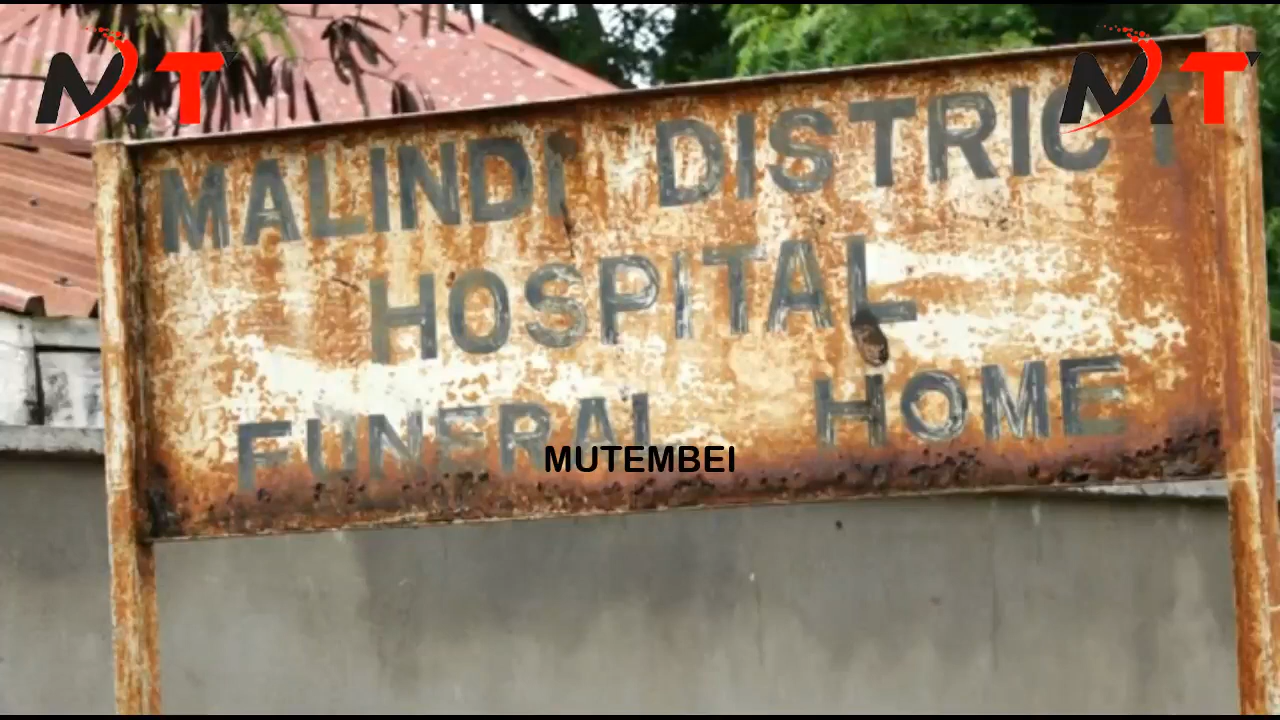 MT MT
MALINDI DISTRICT
HOSPITAL
FUNERAL HOME
MUTEMBEI